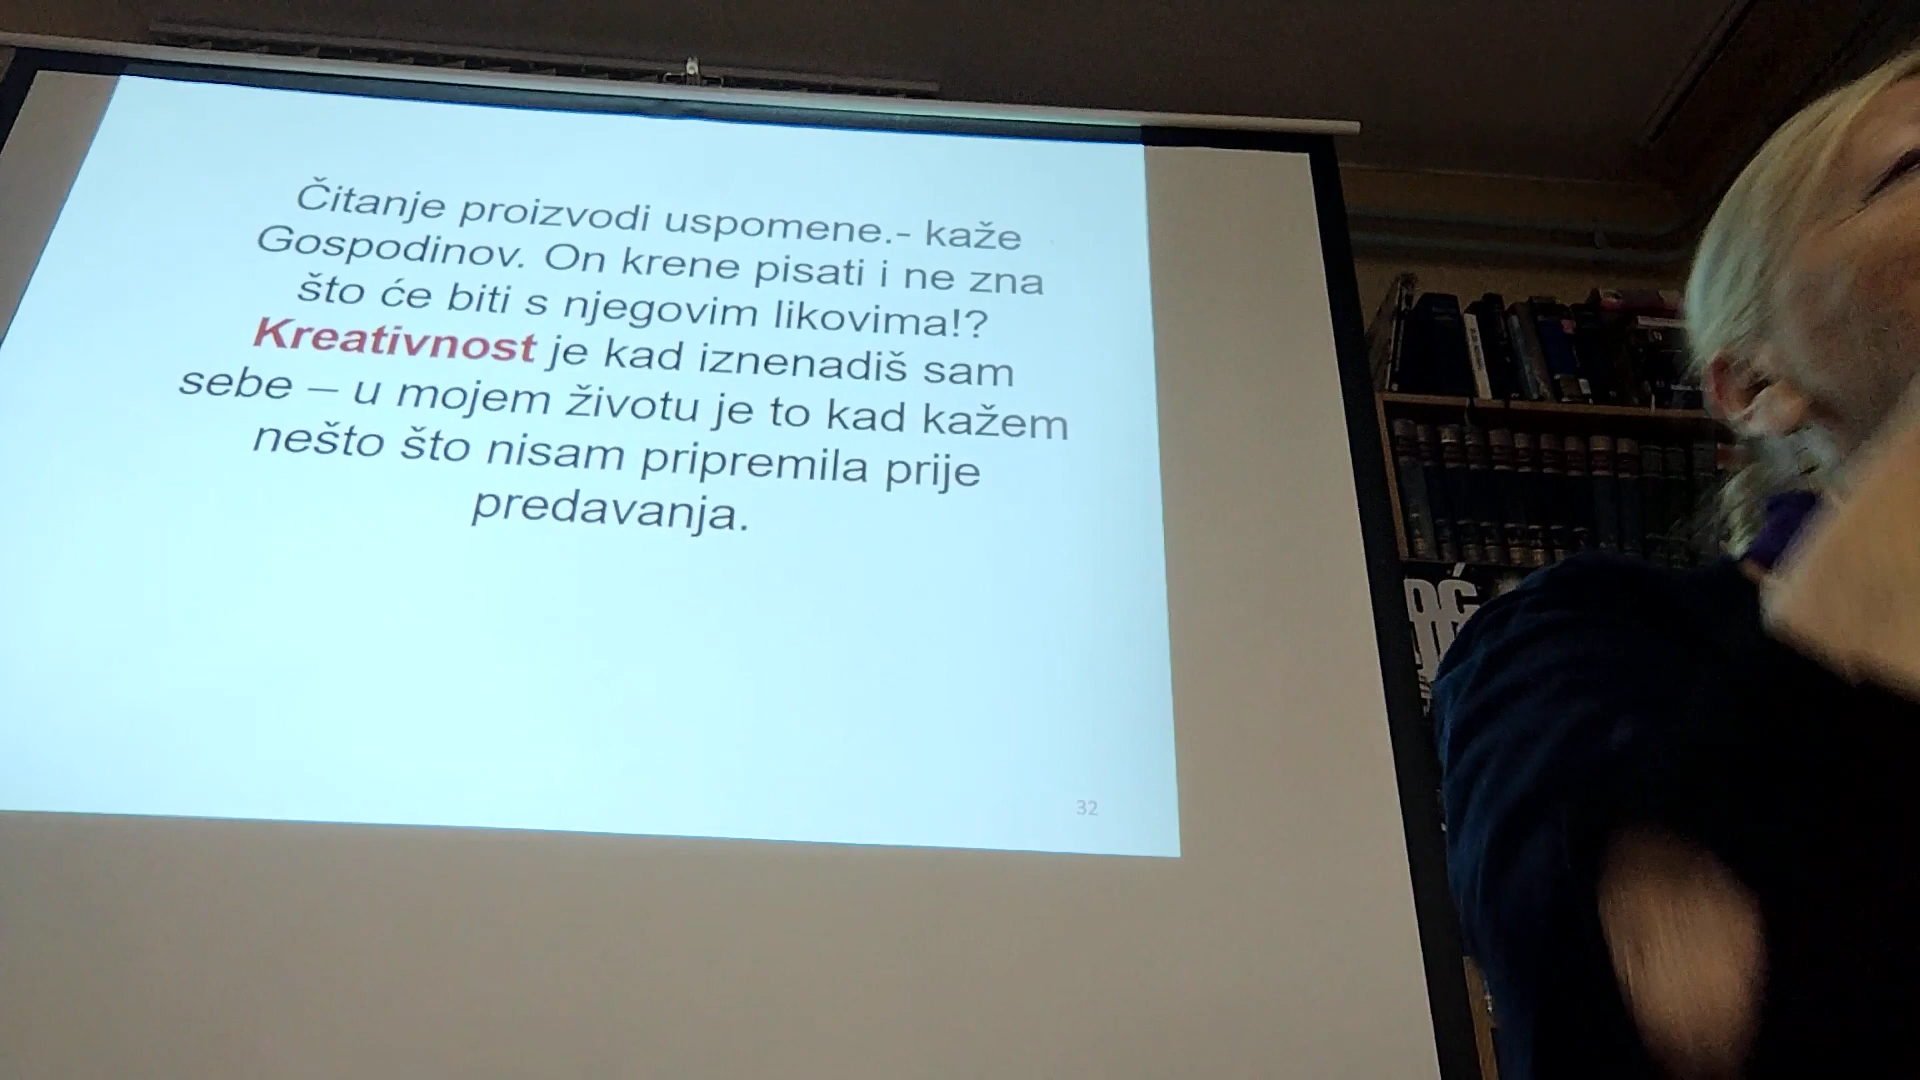 Čitanje proizvodi uspomene.- kaže
Gospodinov. On krene pisati i ne zna
što će biti s njegovim likovima!?
Kreativnost je kad iznenadiš sam
sebe – u mojem životu je to kad kažem
nešto što nisam pripremila prije
predavanja.
32